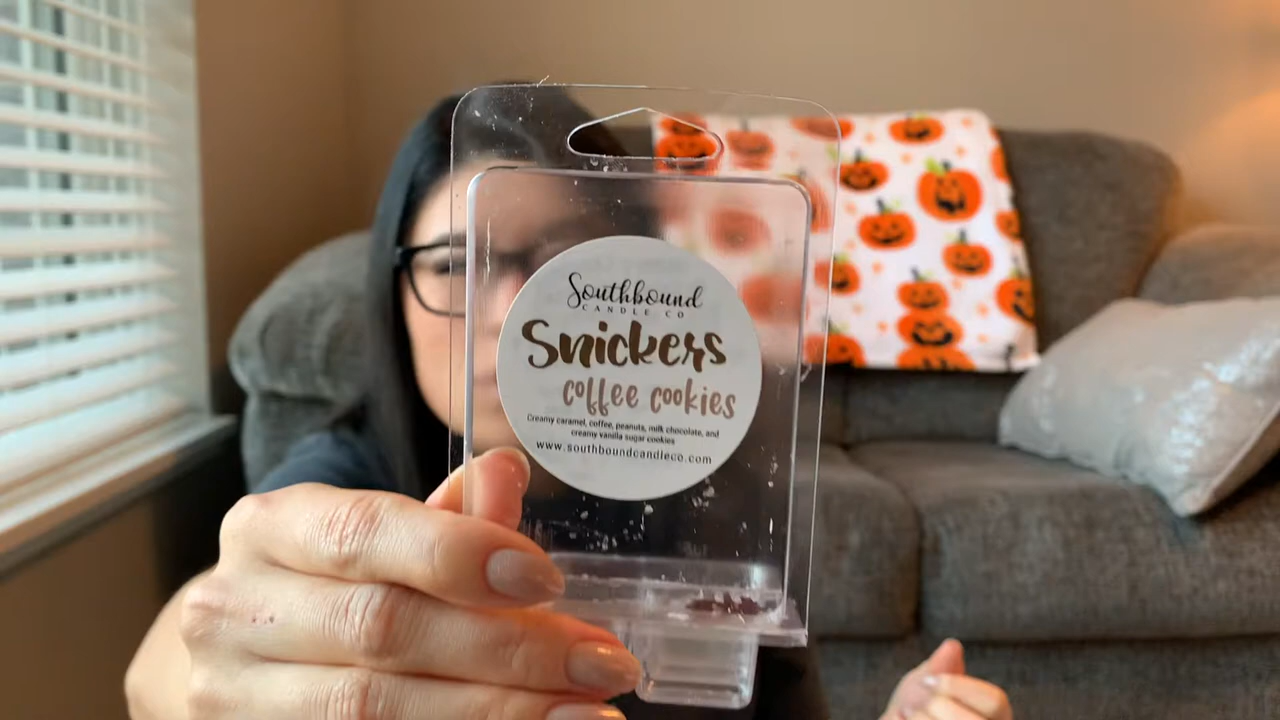 Southbound
CANDLE CO
Snickers
coffee cookies
Creamy caramel, coffee, peanuts, milk chocolate, and
creamy vanilla sugar cookies
www.southboundcandleco.com